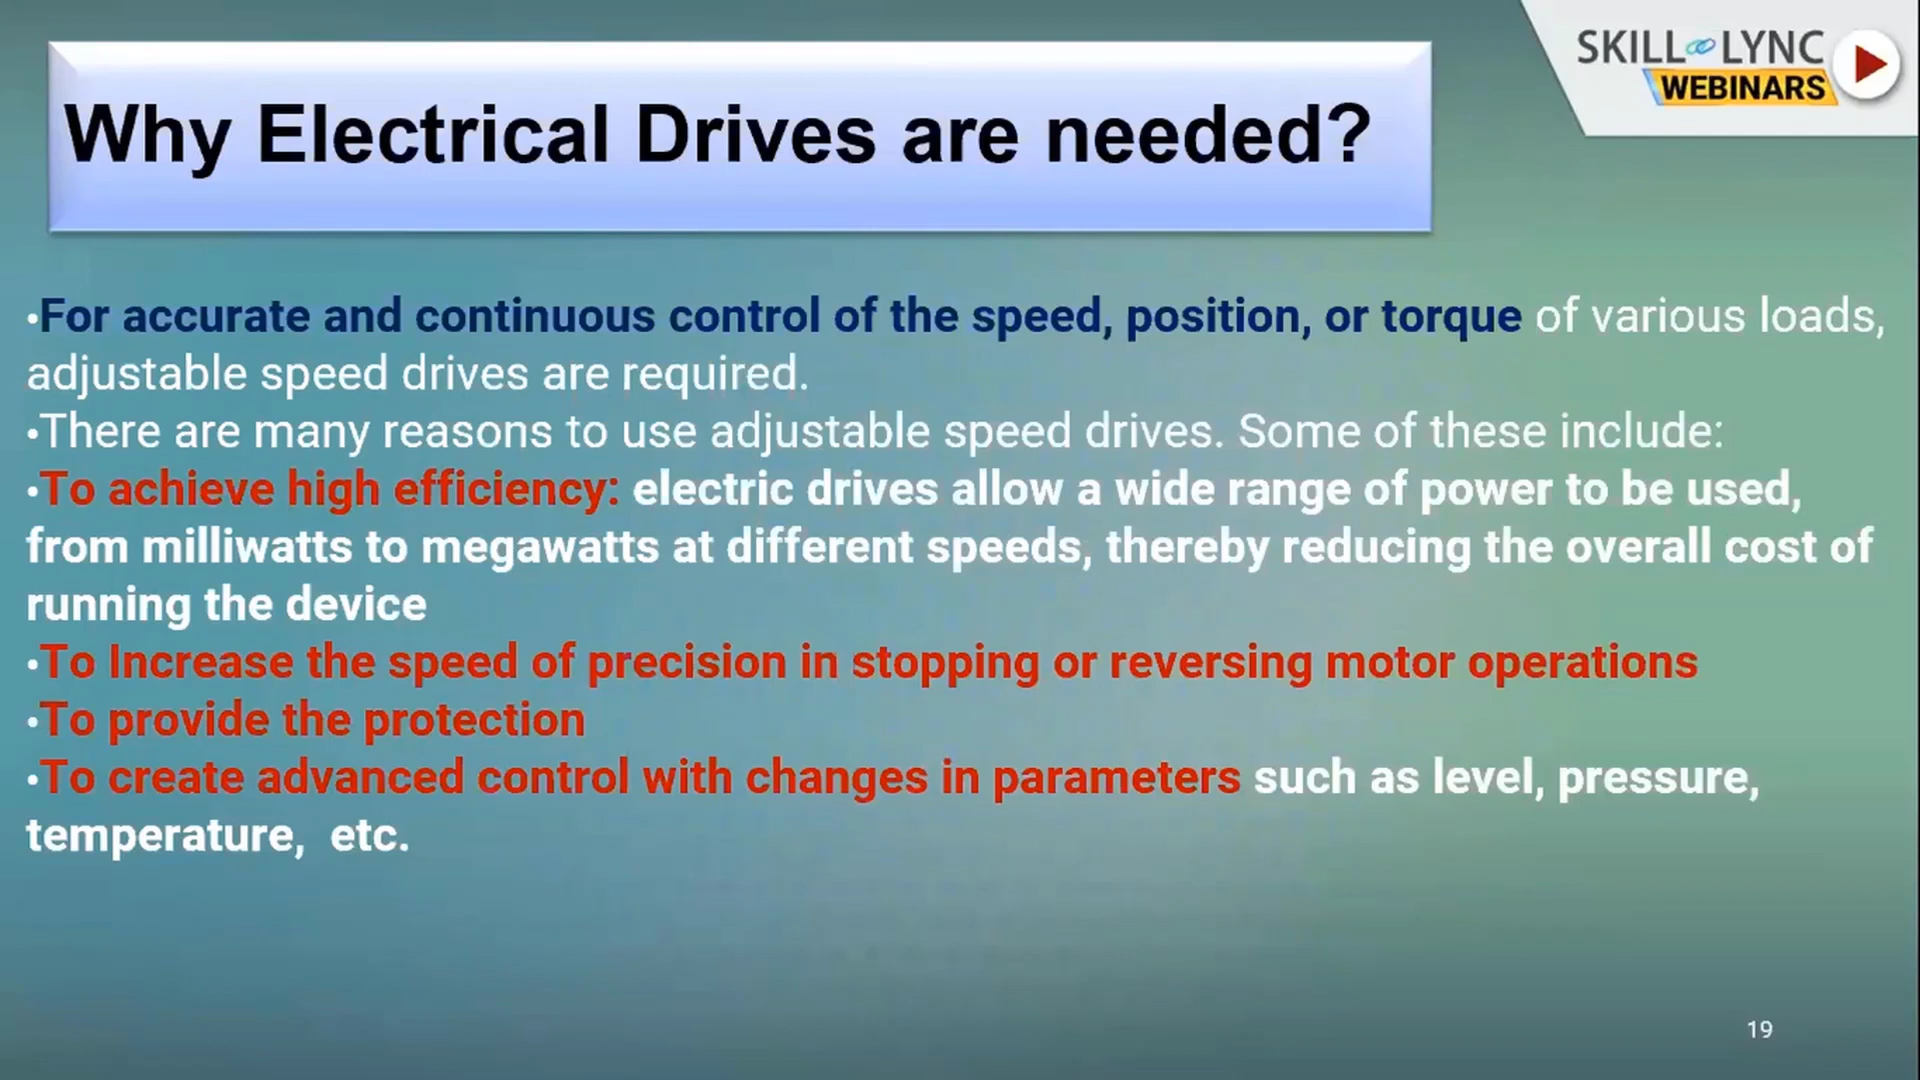 SKILL LYNC
WEBINARS
Why Electrical Drives are needed?
•For accurate and continuous control of the speed, position, or torque of various loads,
adjustable speed drives are required.
•There are many reasons to use adjustable speed drives. Some of these include:
•To achieve high efficiency: electric drives allow a wide range of power to be used,
from milliwatts to megawatts at different speeds, thereby reducing the overall cost of
running the device
•To Increase the speed of precision in stopping or reversing motor operations
•To provide the protection
•To create advanced control with changes in parameters such as level, pressure,
temperature,  etc.
19